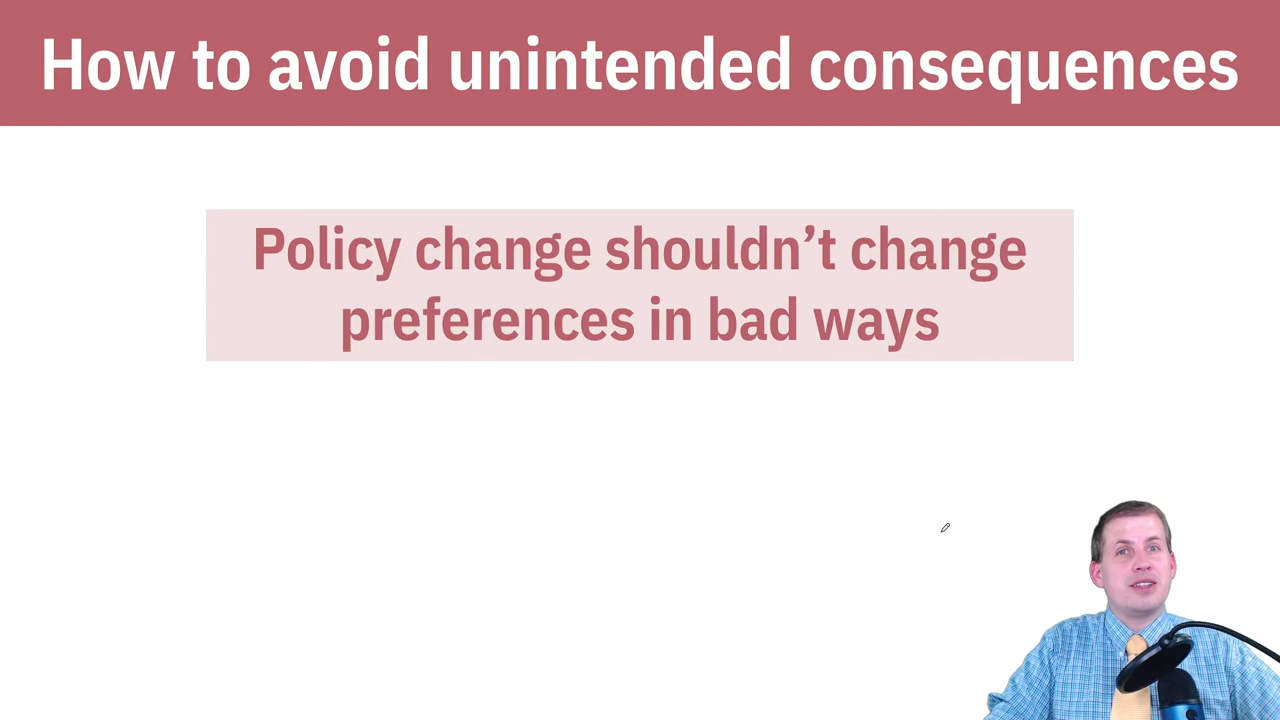 How to avoid unintended consequences
Policy change shouldn’t change
preferences in bad ways